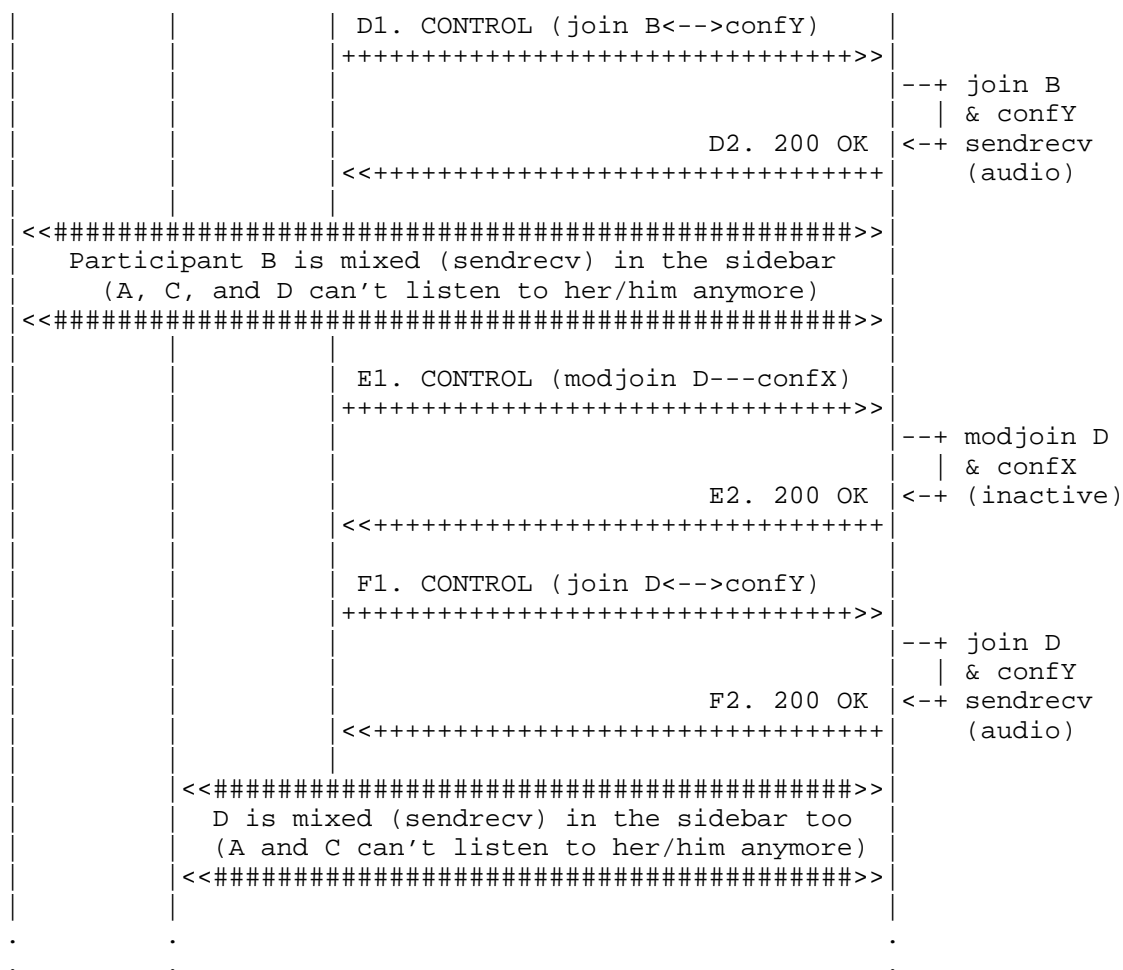 |         |         | D1. CONTROL (join B<-->confY)    |
|         |         |++++++++++++++++++++++++++++++++>>|
|         |         |                                  |--+ join B
|         |         |                                  |  | & confY
|         |         |                       D2. 200 OK |<-+ sendrecv
|         |         |<<++++++++++++++++++++++++++++++++|    (audio)
|         |         |                                  |
|<<##################################################>>|
|   Participant B is mixed (sendrecv) in the sidebar   |
|     (A, C, and D can't listen to her/him anymore)    |
|<<##################################################>>|
|         |         |                                  |
|         |         | E1. CONTROL (modjoin D---confX)  |
|         |         |++++++++++++++++++++++++++++++++>>|
|         |         |                                  |--+ modjoin D
|         |         |                                  |  | & confX
|         |         |                       E2. 200 OK |<-+ (inactive)
|         |         |<<++++++++++++++++++++++++++++++++|
|         |         |                                  |
|         |         | F1. CONTROL (join D<-->confY)    |
|         |         |++++++++++++++++++++++++++++++++>>|
|         |         |                                  |--+ join D
|         |         |                                  |  | & confY
|         |         |                       F2. 200 OK |<-+ sendrecv
|         |         |<<++++++++++++++++++++++++++++++++|    (audio)
|         |         |                                  |
|         |<<########################################>>|
|         |  D is mixed (sendrecv) in the sidebar too  |
|         |  (A and C can't listen to her/him anymore) |
|         |<<########################################>>|
|         |                                            |
.         .                                            .
.         .                                            .